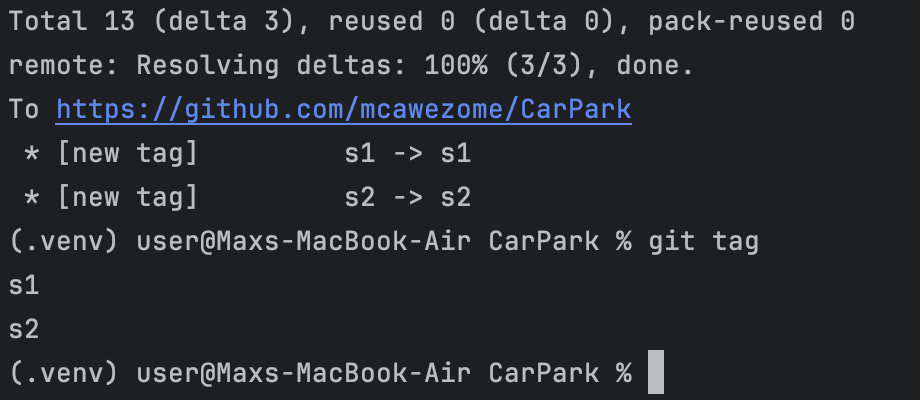 Total 13 (delta 3), reused 0 (delta 0), pack-reused 0
remote: Resolving deltas: 100% (3/3), done.
To https://github.com/mcawezome/CarPark
 * [new tag]         s1 -> s1
 * [new tag]         s2 -> s2
(.venv) user@Maxs-MacBook-Air CarPark % git tag
s1
s2
(.venv) user@Maxs-MacBook-Air CarPark %